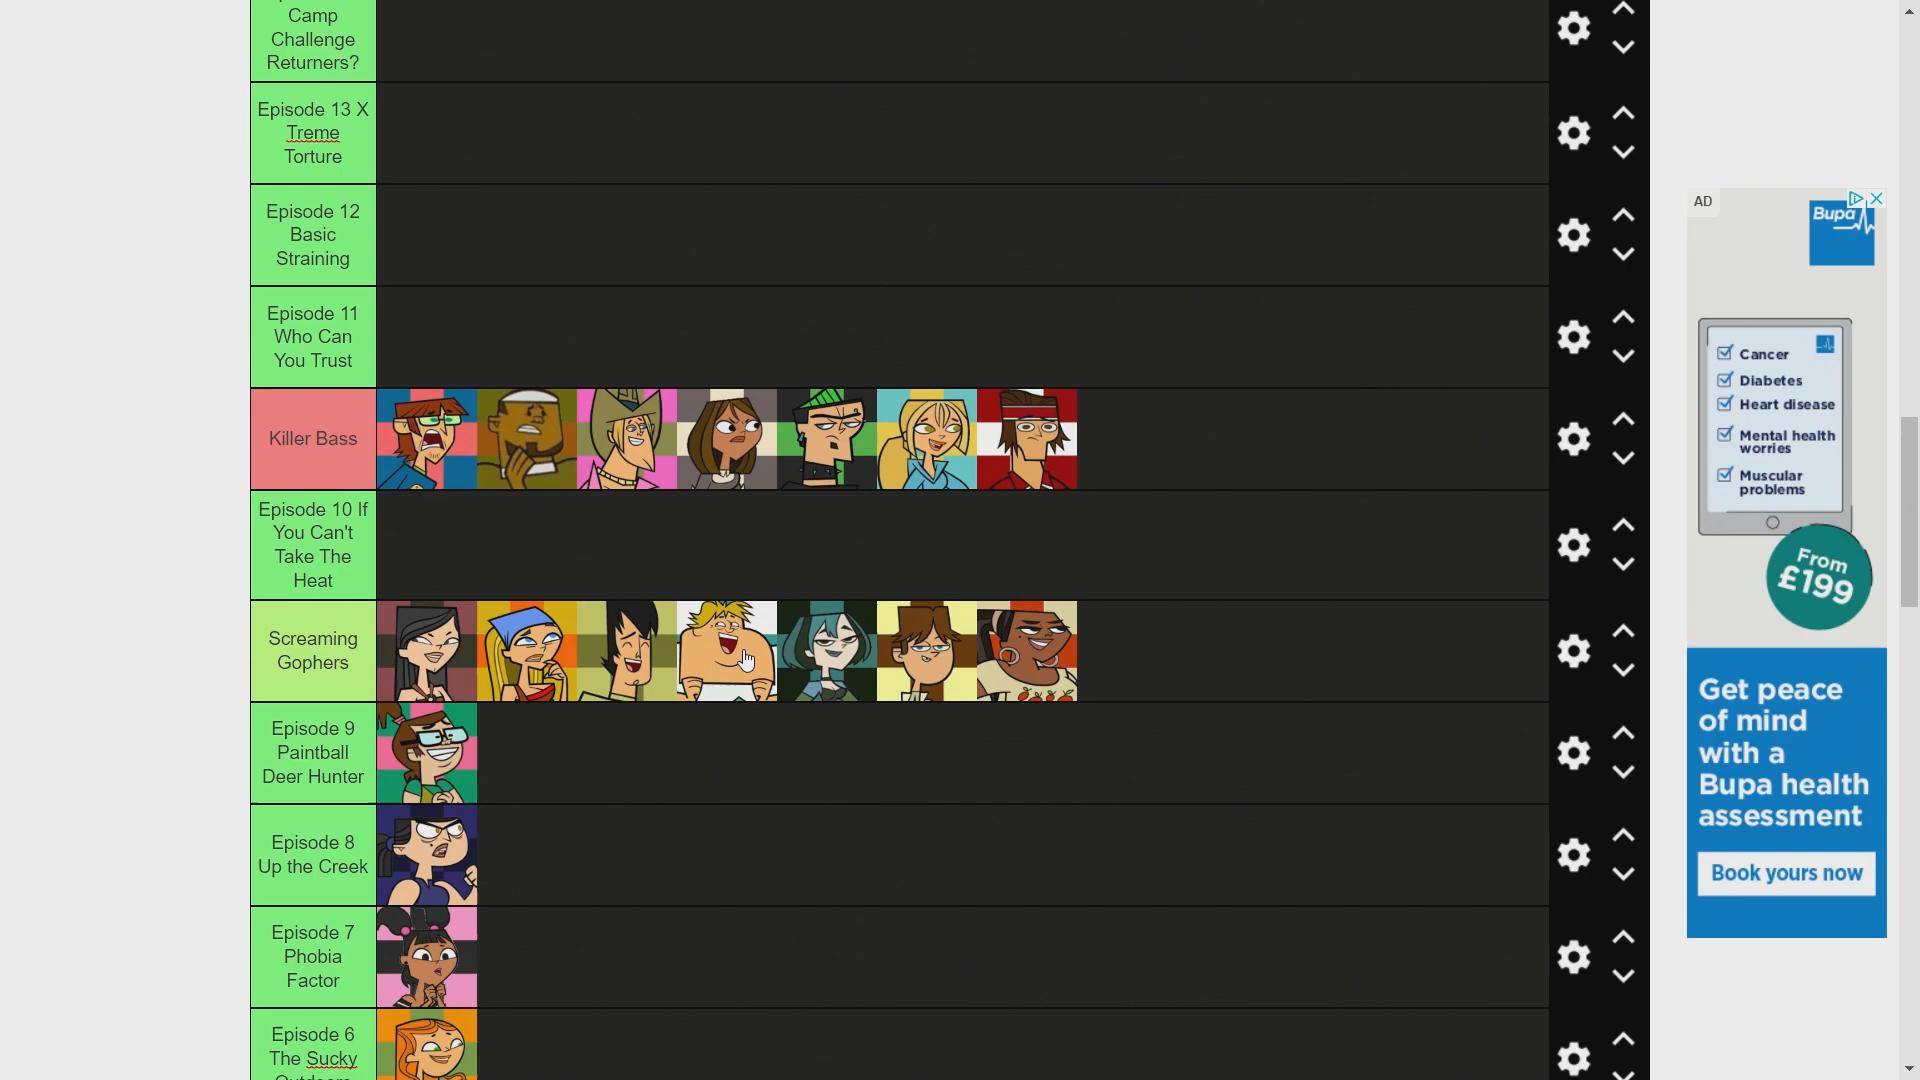 Camp
Challenge
Returners?
Episode 13 X
Treme
Torture
Episode 12
Basic
Straining
Episode 11
Who Can
You Trust
Killer Bass
Episode 10 If
You Can't
Take The
Heat
Screaming
Gophers
Episode 9
Paintball
Deer Hunter
Episode 8
Up the Creek
Episode 7
Phobia
Factor
Episode 6
The Sucky
AD
Bupa
Cancer
Diabetes
Heart disease
Mental health
worries
Muscular
problems
From
£199
Get peace
of mind
with a
Bupa health
assessment
Book yours now